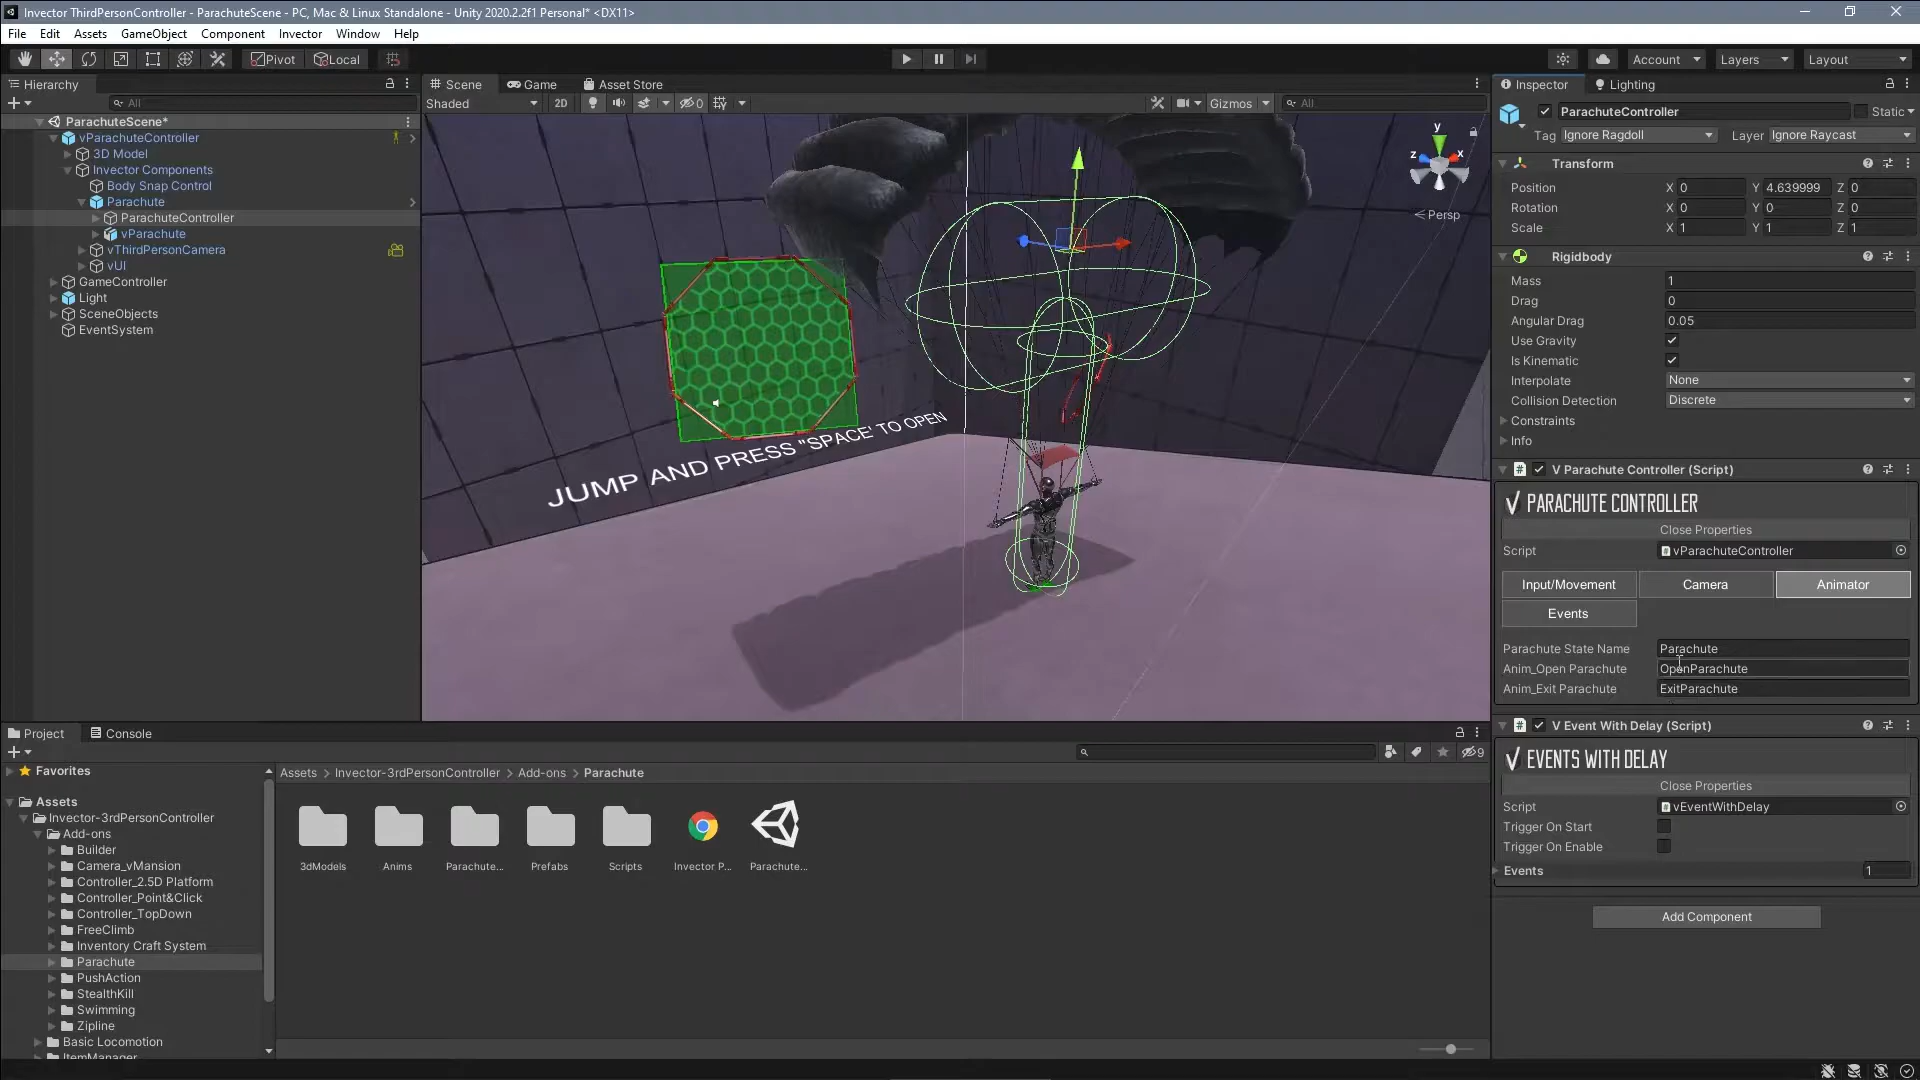 Invector ThirdPersonController - ParachuteScene - PC, Mac & Linux Standalone - Unity 2020.2.2f1 Personal* <DX11>
File Edit Assets GameObject Component Invector Window Help
Pivot Local Account Layers Layout
Hierarchy
All
ParachuteScene*
vParachuteController
3D Model
Invector Components
Body Snap Control
Parachute
ParachuteController
vParachute
vThirdPersonCamera
vUI
GameController
Light
SceneObjects
EventSystem
Scene Game Asset Store
Shaded 2D 0 Gizmos All
y
z x
Persp
JUMP AND PRESS "SPACE' TO OPEN
Inspector Lighting
ParachuteController Static
Tag Ignore Ragdoll Layer Ignore Raycast
Transform
Position X 0 Y 4.639999 Z 0
Rotation X 0 Y 0 Z 0
Scale X 1 Y 1 Z 1
Rigidbody
Mass 1
Drag 0
Angular Drag 0.05
Use Gravity
Is Kinematic
Interpolate None
Collision Detection Discrete
Constraints
Info
V Parachute Controller (Script)
PARACHUTE CONTROLLER
Close Properties
Script vParachuteController
Input/Movement Camera Animator
Events
Parachute State Name Parachute
Anim_Open Parachute OpenParachute
Anim_Exit Parachute ExitParachute
V Event With Delay (Script)
EVENTS WITH DELAY
Close Properties
Script vEventWithDelay
Trigger On Start
Trigger On Enable
Events 1
Add Component
Project Console
9
Favorites
Assets
Invector-3rdPersonController
Add-ons
Builder
Camera_vMansion
Controller_2.5D Platform
Controller_Point&Click
Controller_TopDown
FreeClimb
Inventory Craft System
Parachute
PushAction
StealthKill
Swimming
Zipline
Basic Locomotion
ItemManager
Assets > Invector-3rdPersonController > Add-ons > Parachute
3dModels Anims Parachute... Prefabs Scripts Invector P... Parachute...